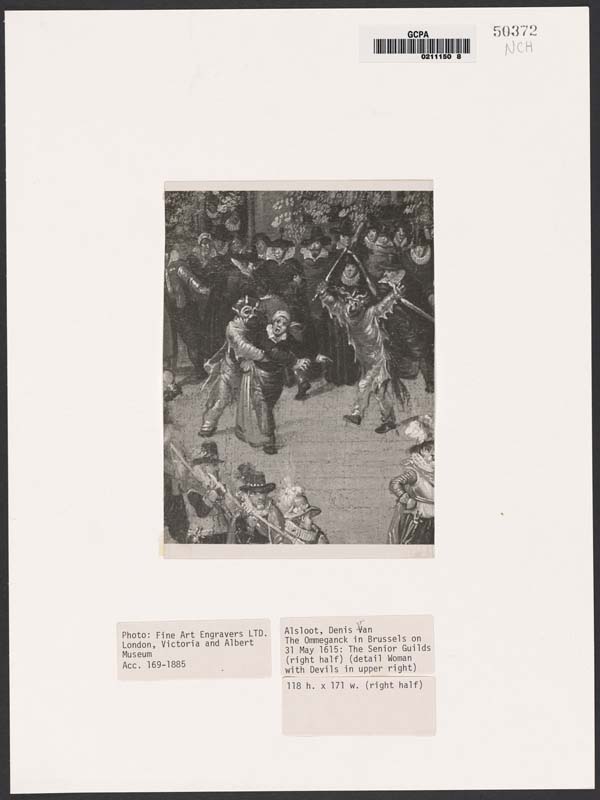 GCPA
0211150 8
50372
NCH
Photo: Fine Art Engravers LTD.
London, Victoria and Albert
Museum
Acc. 169-1885
Alsloot, Denis Van
The Ommeganck in Brussels on
31 May 1615: The Senior Guilds
(right half) (detail Woman
with Devils in upper right)
118 h. x 171 w. (right half)